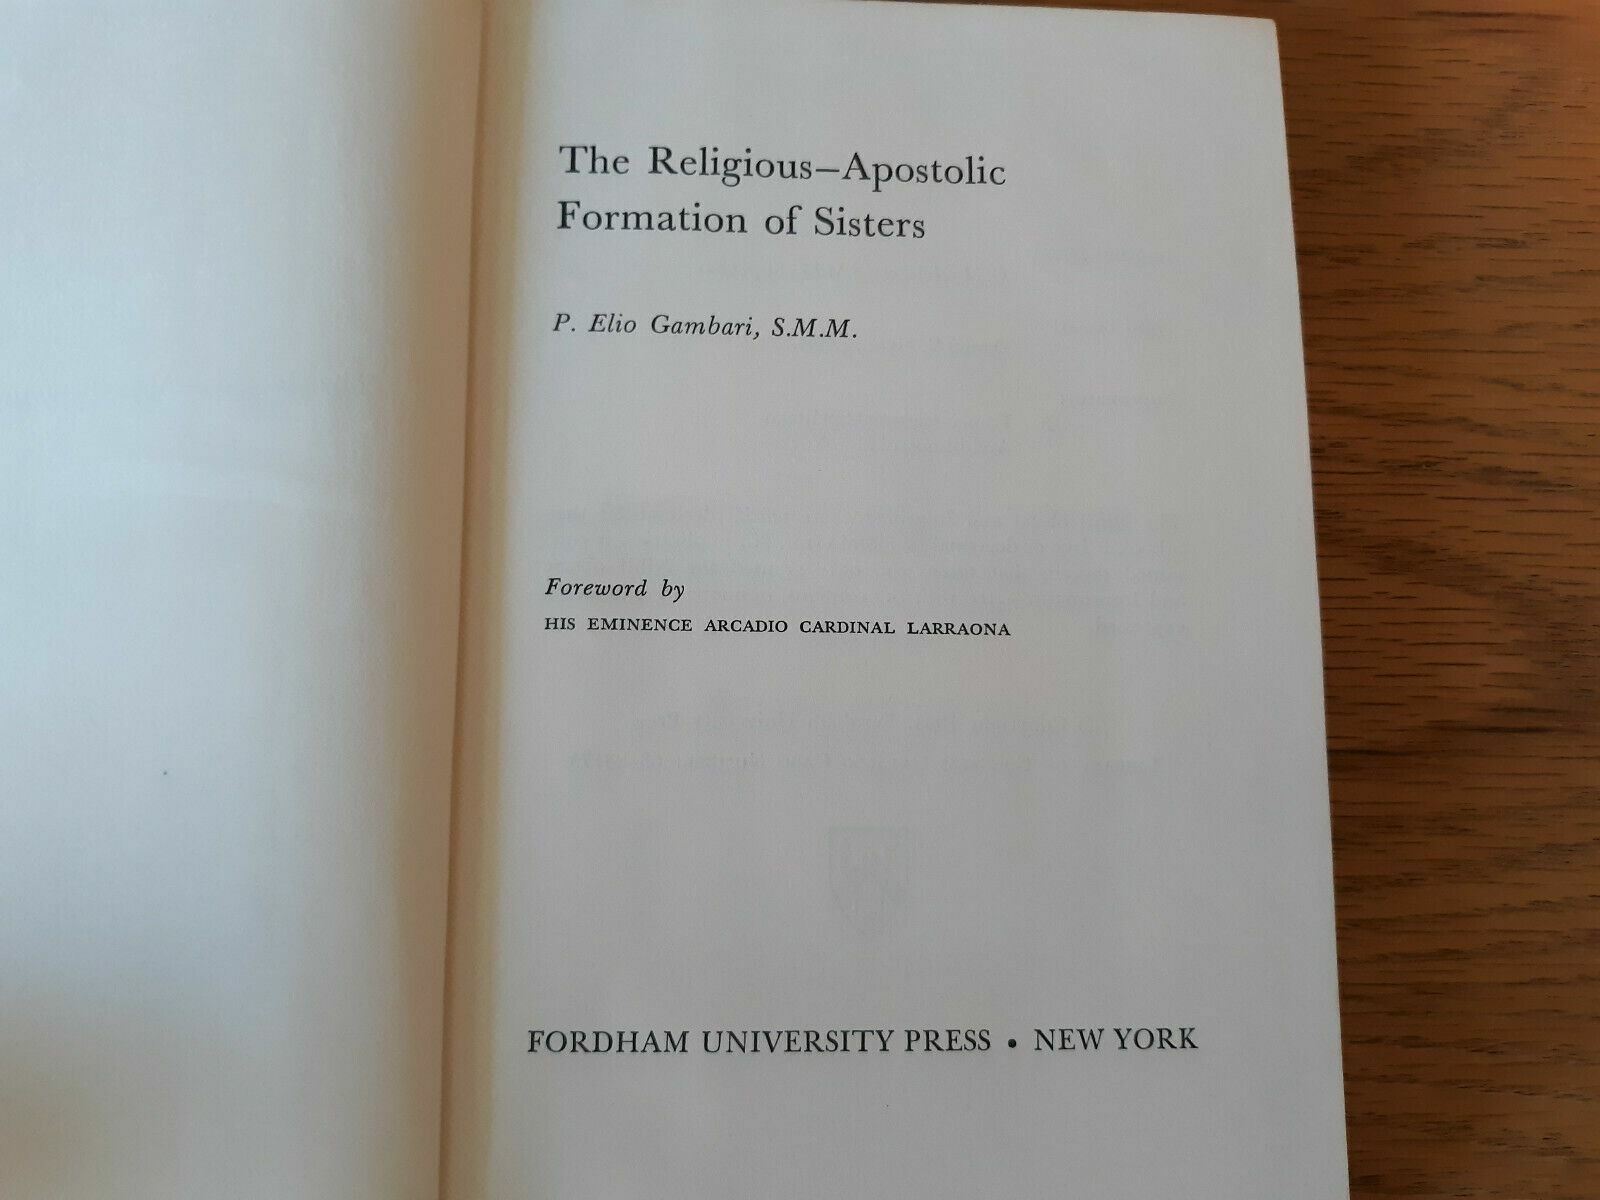 The Religious–Apostolic
Formation of Sisters
P. Elio Gambari, S.M.M.
Foreword by
HIS EMINENCE ARCADIO CARDINAL LARRAONA
FORDHAM UNIVERSITY PRESS • NEW YORK